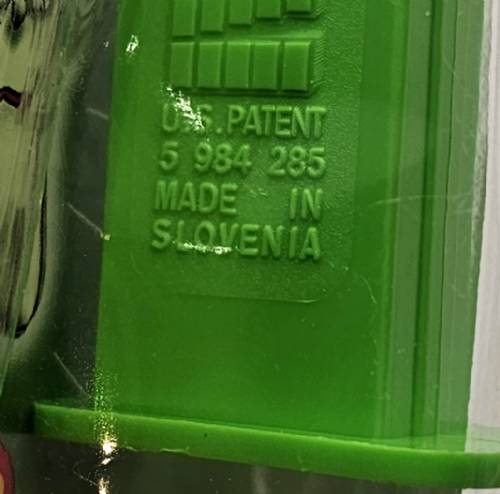 U.S.PATENT
5 984 285
MADE IN
SLOVENIA